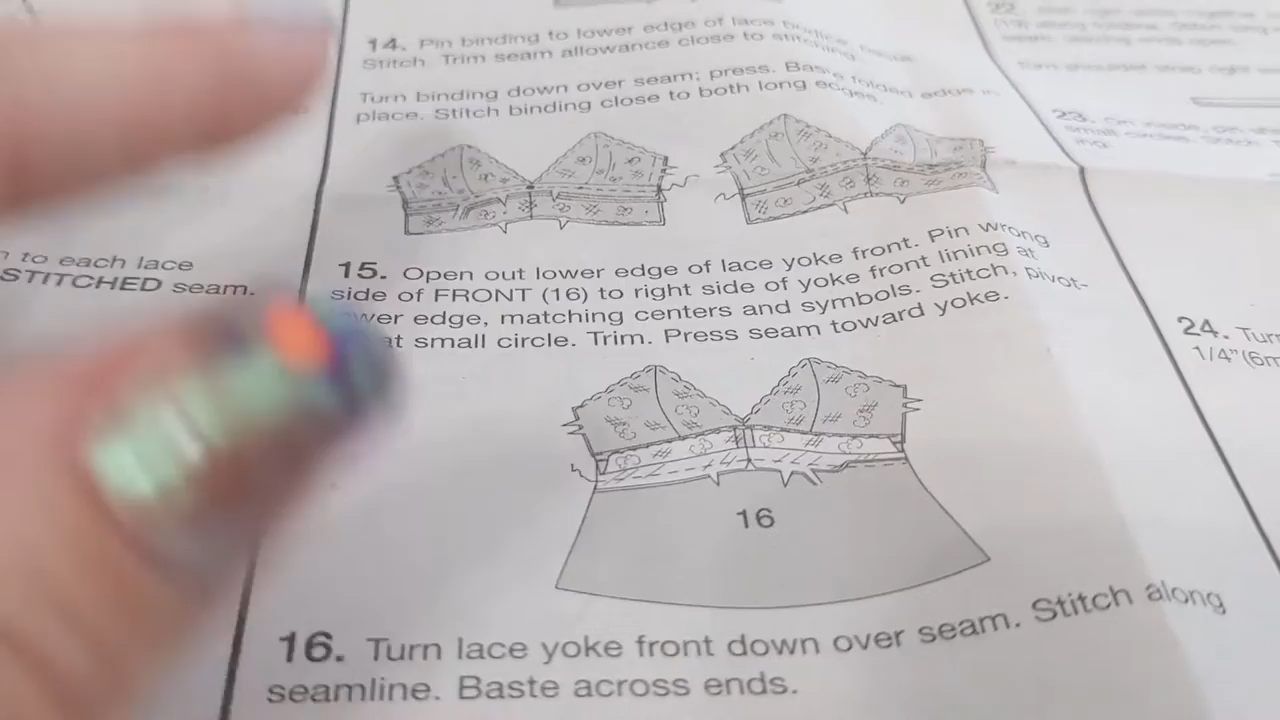 n to each lace
STITCHED seam.
14. Pin binding to lower edge of lace
Stitch. Trim seam allowance close to stitching.
Turn binding down over seam; press. Baste folded edge in
place. Stitch binding close to both long edges.
15. Open out lower edge of lace yoke front. Pin wrong
side of FRONT (16) to right side of yoke front lining at
wer edge, matching centers and symbols. Stitch, pivot-
at small circle. Trim. Press seam toward yoke.
16
16. Turn lace yoke front down over seam. Stitch along
seamline. Baste across ends.
22.
23.
24. Turn
1/4"(6m